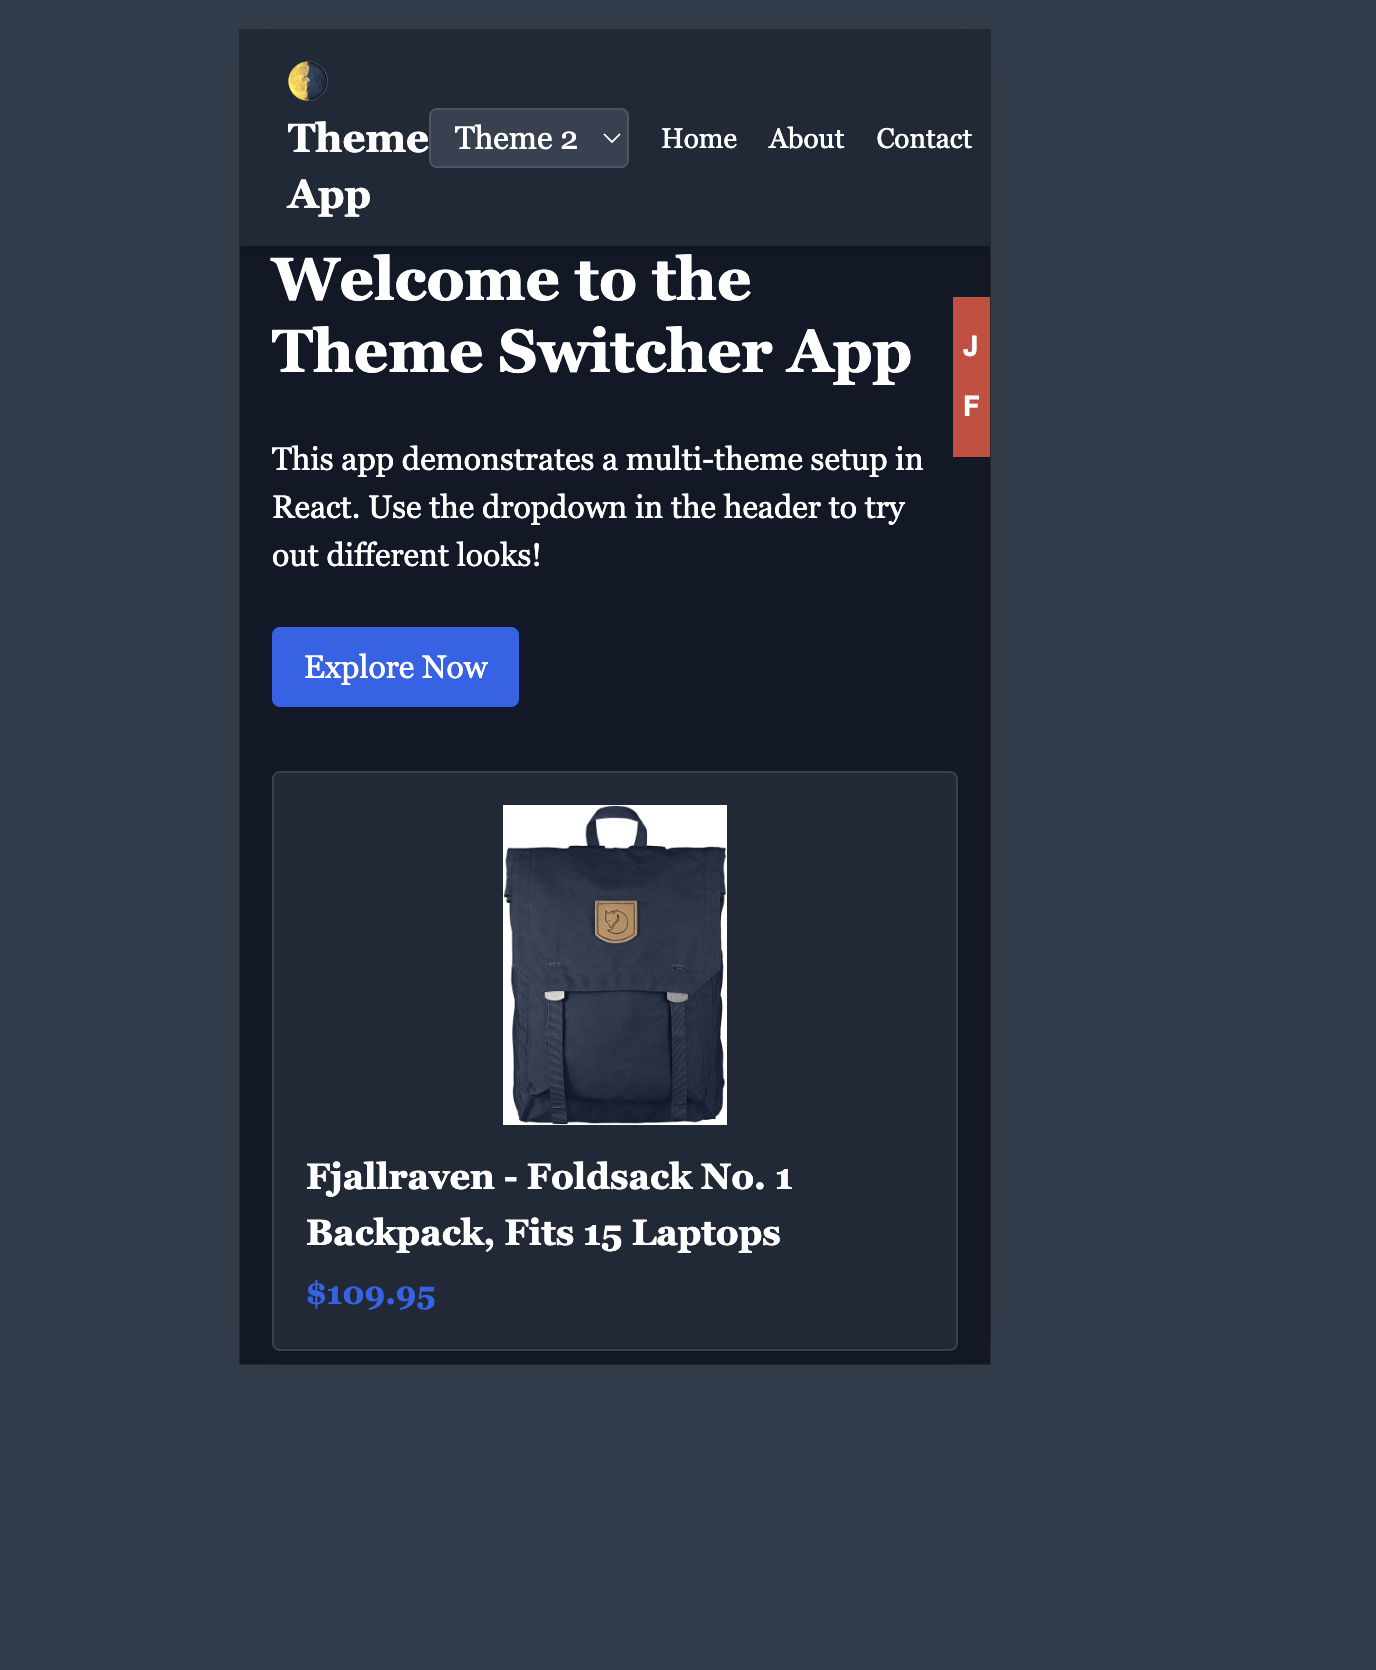 Theme
App
Theme 2
Home
About
Contact
Welcome to the
Theme Switcher App
J
F
This app demonstrates a multi-theme setup in
React. Use the dropdown in the header to try
out different looks!
Explore Now
Fjallraven - Foldsack No. 1
Backpack, Fits 15 Laptops
$109.95